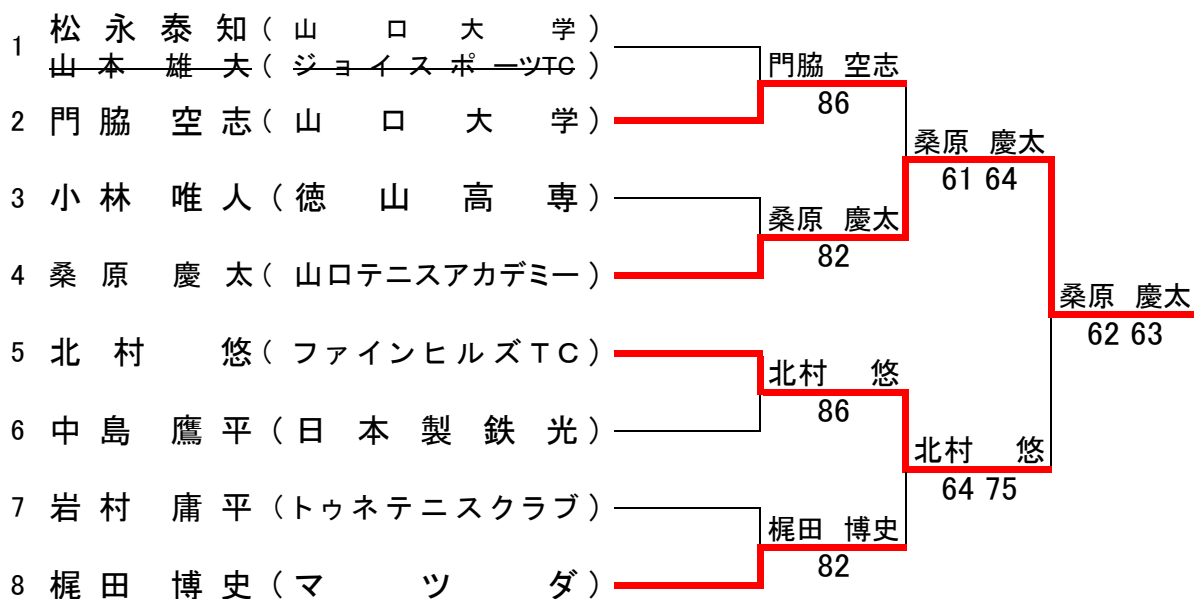 1 松永泰知(山口大学)
山本雄大(ジョイスポーツTC)
2 門脇空志(山口大学)
3 小林唯人(徳山高専)
4 桑原慶太(山口テニスアカデミー)
5 北村悠(ファインヒルズTC)
6 中島鷹平(日本製鉄光)
7 岩村庸平(トゥネテニスクラブ)
8 梶田博史(マツダ)
門脇 空志
86
桑原 慶太
82
北村 悠
86
梶田 博史
82
桑原 慶太
61 64
北村 悠
64 75
桑原 慶太
62 63